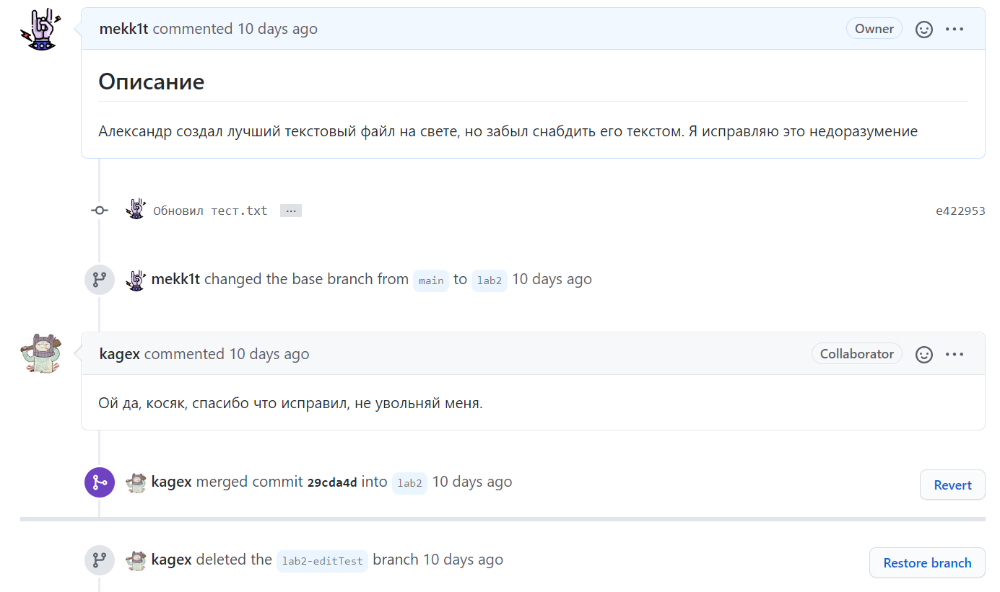 mekk1t commented 10 days ago Owner
Описание
Александр создал лучший текстовый файл на свете, но забыл снабдить его текстом. Я исправляю это недоразумение
Обновил тест.txt ... e422953
mekk1t changed the base branch from main to lab2 10 days ago
kagex commented 10 days ago Collaborator
Ой да, косяк, спасибо что исправил, не увольняй меня.
kagex merged commit 29cda4d into lab2 10 days ago Revert
kagex deleted the lab2-editTest branch 10 days ago Restore branch